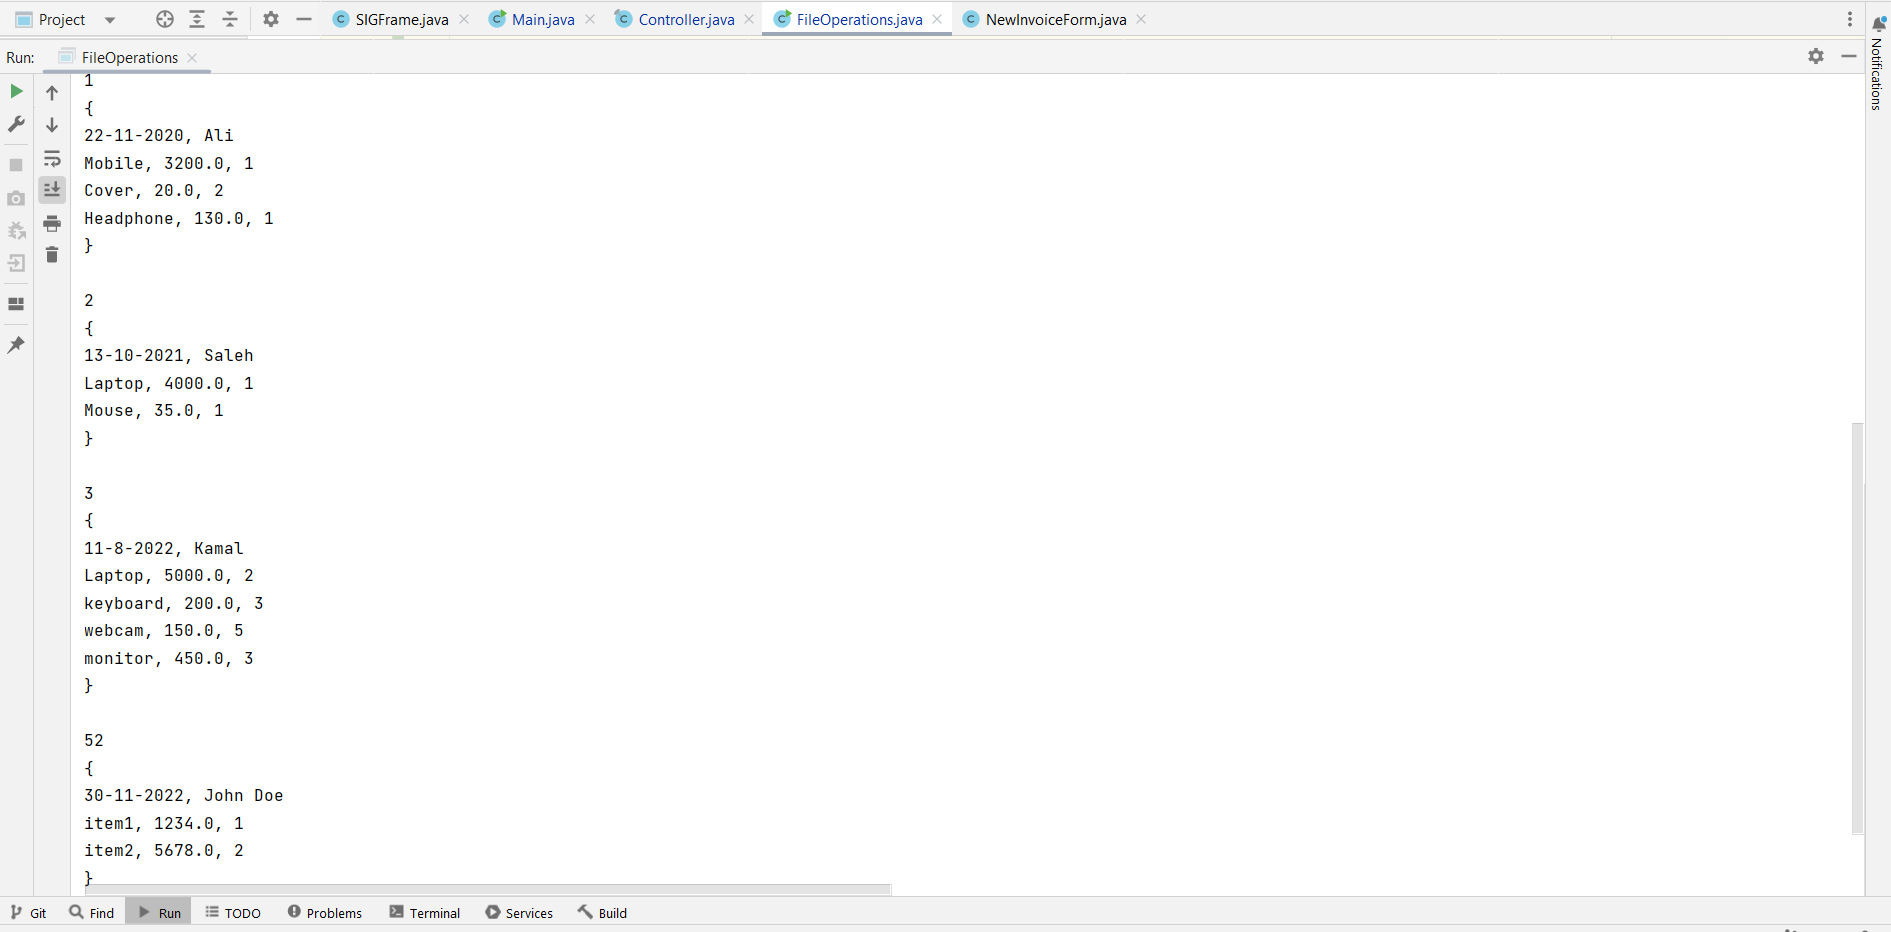 Project
SIGFrame.java
Main.java
Controller.java
FileOperations.java
NewInvoiceForm.java
Notifications
Run:
FileOperations
1
{
22-11-2020, Ali
Mobile, 3200.0, 1
Cover, 20.0, 2
Headphone, 130.0, 1
}
2
{
13-10-2021, Saleh
Laptop, 4000.0, 1
Mouse, 35.0, 1
}
3
{
11-8-2022, Kamal
Laptop, 5000.0, 2
keyboard, 200.0, 3
webcam, 150.0, 5
monitor, 450.0, 3
}
52
{
30-11-2022, John Doe
item1, 1234.0, 1
item2, 5678.0, 2
}
Git
Find
Run
TODO
Problems
Terminal
Services
Build